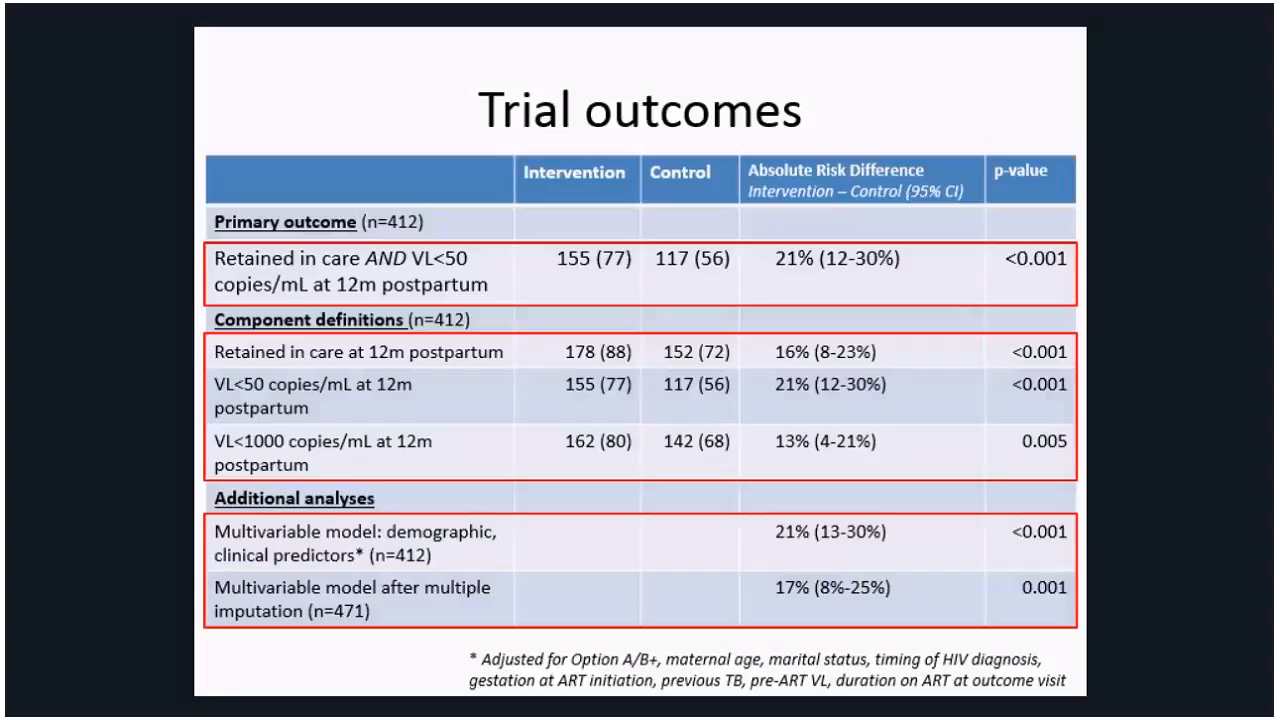 Trial outcomes
Intervention Control Absolute Risk Difference p-value
Intervention – Control (95% CI)
Primary outcome (n=412)
Retained in care AND VL<50 155 (77) 117 (56) 21% (12-30%) <0.001
copies/mL at 12m postpartum
Component definitions (n=412)
Retained in care at 12m postpartum 178 (88) 152 (72) 16% (8-23%) <0.001
VL<50 copies/mL at 12m 155 (77) 117 (56) 21% (12-30%) <0.001
postpartum
VL<1000 copies/mL at 12m 162 (80) 142 (68) 13% (4-21%) 0.005
postpartum
Additional analyses
Multivariable model: demographic, 21% (13-30%) <0.001
clinical predictors* (n=412)
Multivariable model after multiple 17% (8%-25%) 0.001
imputation (n=471)
* Adjusted for Option A/B+, maternal age, marital status, timing of HIV diagnosis,
gestation at ART initiation, previous TB, pre-ART VL, duration on ART at outcome visit